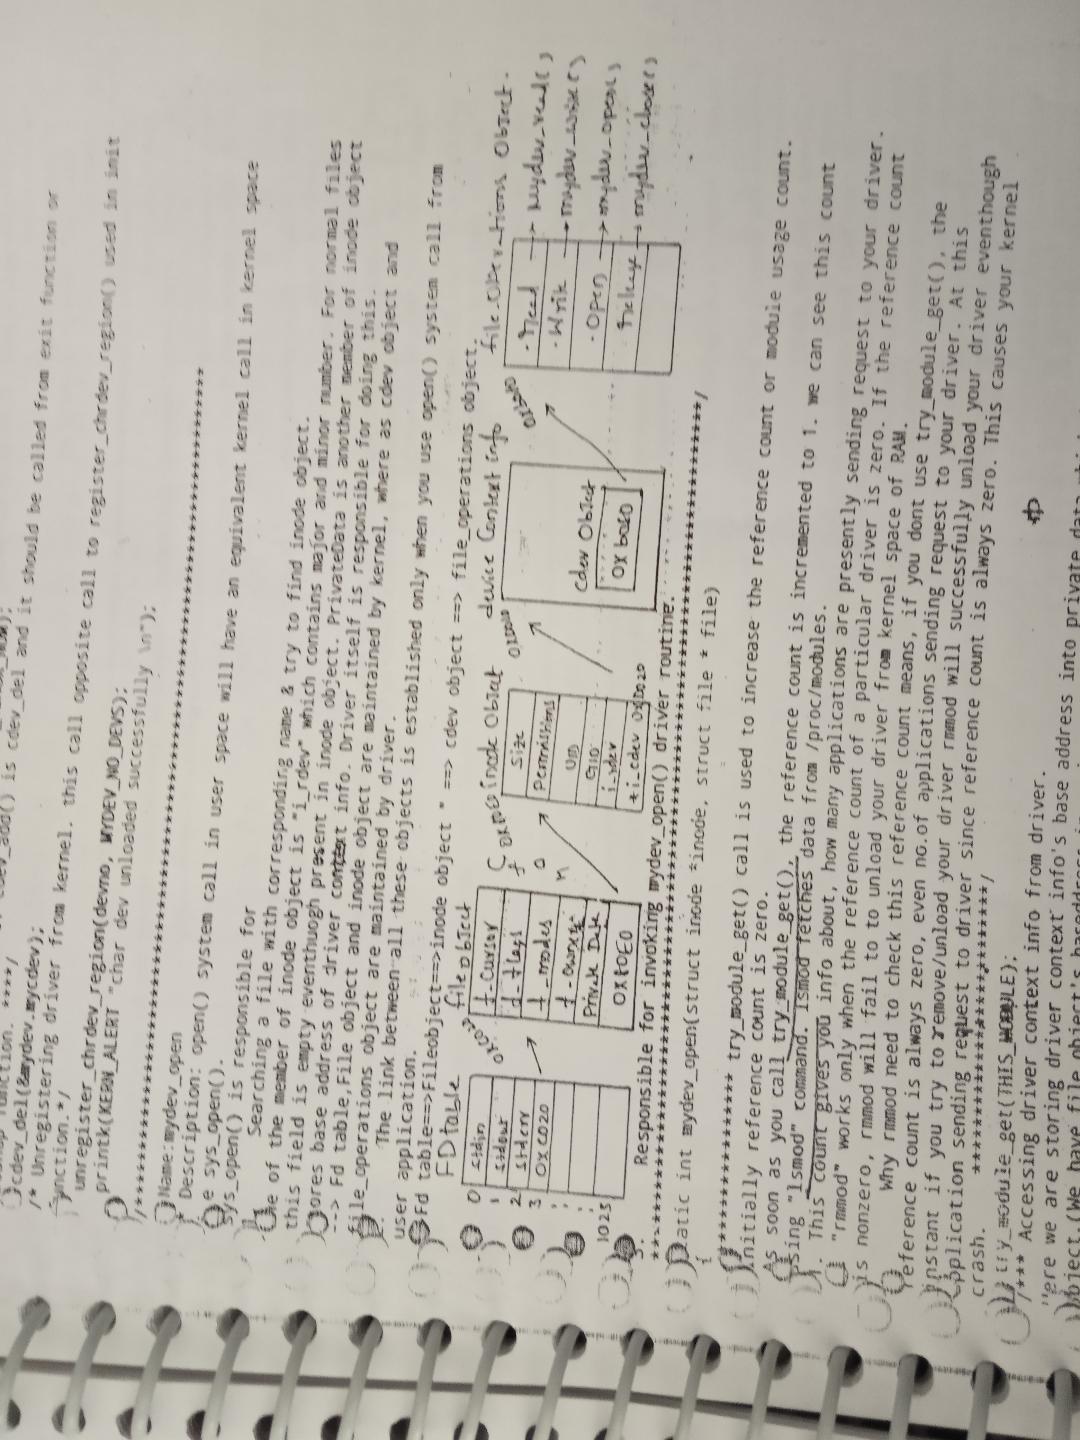 cdev_add() is cdev_del and it should be called from exit function or
function. ****/
cdev_del(&mydev.mycdev);
/* Unregistering driver from kernel. this call opposite call to register_chrdev_region() used in init
function.*/
unregister_chrdev_region(devno, MYDEV_NO_DEVS);
printk(KERN_ALERT "char dev unloaded successfully \n");
Name:mydev_open
Description: open() system call in user space will have an equivalent kernel call in kernel space
e sys_open().
sys_open() is responsible for
Searching a file with corresponding name & try to find inode object.
One of the member of inode object is "i_rdev" which contains major and minor number. For normal files
this field is empty eventhuogh present in inode object. PrivateData is another member of inode object
stores base address of driver context info. Driver itself is responsible for doing this.
--> Fd table,File object and inode object are maintained by kernel, where as cdev object and
file_operations object are maintained by driver.
The link between all these objects is established only when you use open() system call from
user application.
Fd table==>Fileobject==>inode object " ==> cdev object ==> file_operations object.
FDtable
file object
inode Object
device Context info
file-operations Object.
0 stdin
1 stdout
2 stderr
3 0xc020
1025
f-cursor
f-modes
Private Data
0xf0E0
Size
Permissions
UID
GID
i_rdev
*i_cdev
Cdev Object
0xb040
.read → mydev_read()
.write → mydev_write()
.open → mydev_open()
release → mydev_close()
3. Responsible for invoking mydev_open() driver routine.
static int mydev_open(struct inode *inode, struct file * file)
{
/********* try_module_get() call is used to increase the reference count or module usage count.
Initially reference count is zero.
As soon as you call try_module_get(), the reference count is incremented to 1. we can see this count
using "lsmod" command. lsmod fetches data from /proc/modules.
. This count gives you info about, how many applications are presently sending request to your driver.
"rmmod" works only when the reference count of a particular driver is zero. If the reference count
is nonzero, rmmod will fail to to unload your driver from kernel space of RAM.
Why rmmod need to check this reference count means, if you dont use try_module_get(), the
reference count is always zero, even no.of applications sending request to your driver. At this
instant if you try to remove/unload your driver rmmod will successfully unload your driver eventhough
application sending request to driver since reference count is always zero. This causes your kernel
crash. *********************/
try_module_get(THIS_MODULE);
/*** Accessing driver context info from driver.
here we are storing driver context info's base address into private data
object.(We have file object's baseaddress